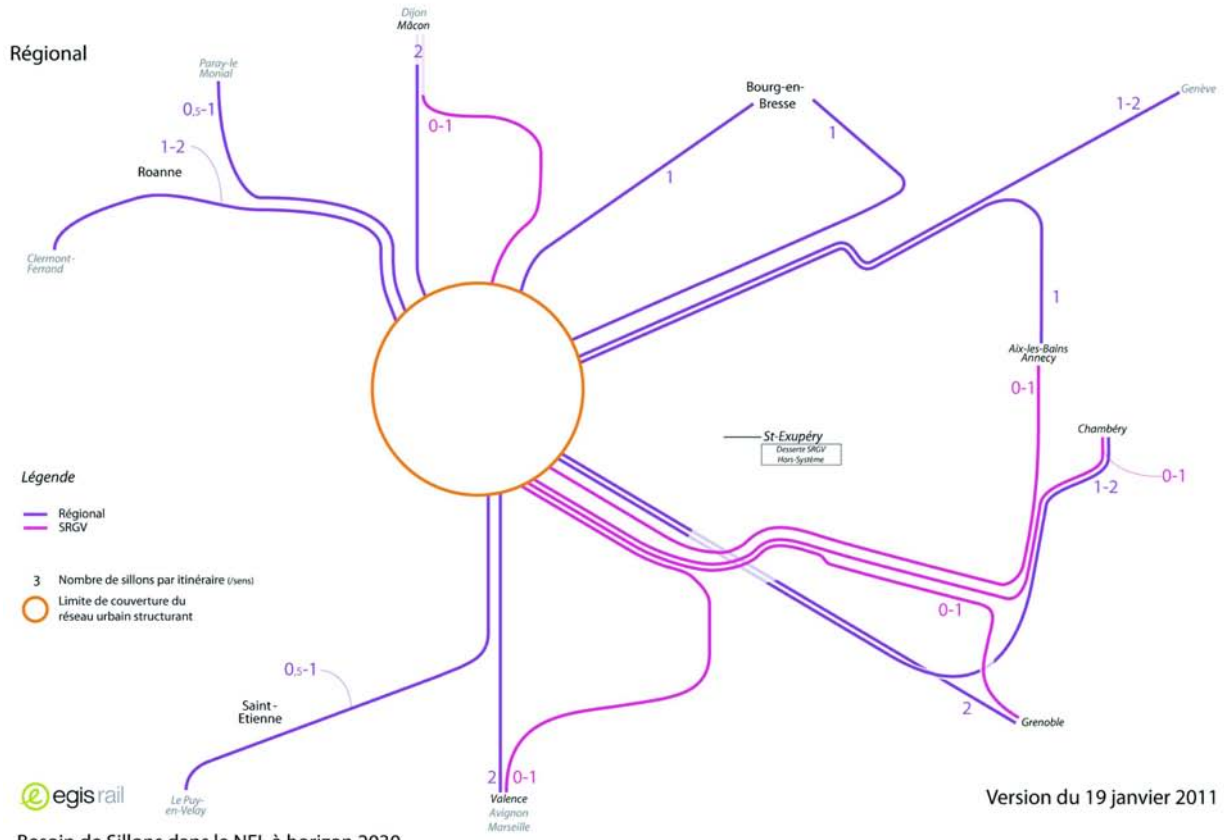 Régional
Dijon
Mâcon
2
0-1
Paray-le
Monial
0,5-1
1-2
Roanne
Clermont-
Ferrand
Bourg-en-
Bresse
1
1
1-2
Genève
1
Aix-les-Bains
Annecy
0-1
Chambéry
0-1
1-2
St-Exupéry
Desserte SRGV
Hors-Système
Légende
Régional
SRGV
3 Nombre de sillons par itinéraire (/sens)
Limite de couverture du
réseau urbain structurant
0-1
2
Grenoble
0,5-1
Saint-
Etienne
Le Puy-
en-Velay
2
0-1
Valence
Avignon
Marseille
egis rail
Version du 19 janvier 2011